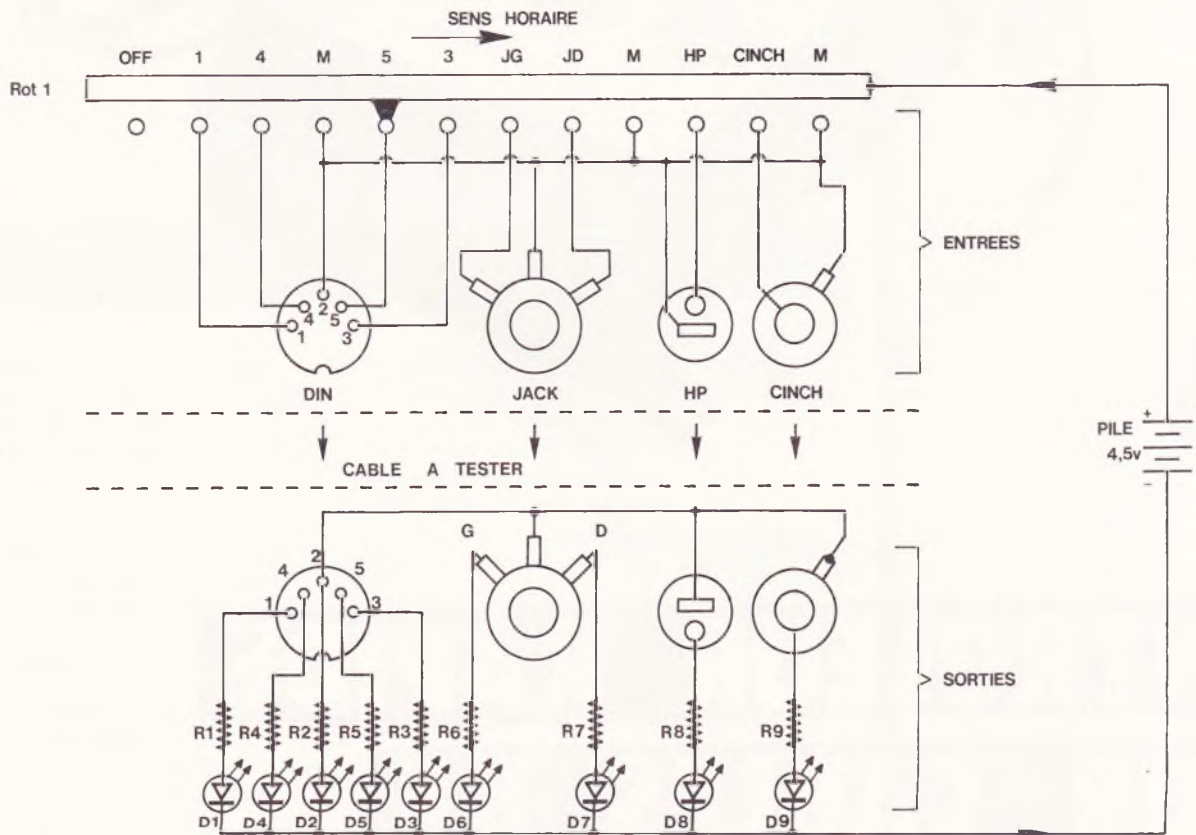 SENS HORAIRE
OFF 1 4 M 5 3 JG JD M HP CINCH M
Rot 1
ENTREES
4 2 5
1 3
DIN JACK HP CINCH
+
PILE
4,5v
-
CABLE A TESTER
G D
2
4 5
1 3
SORTIES
R1 R4 R2 R5 R3 R6 R7 R8 R9
D1 D4 D2 D5 D3 D6 D7 D8 D9